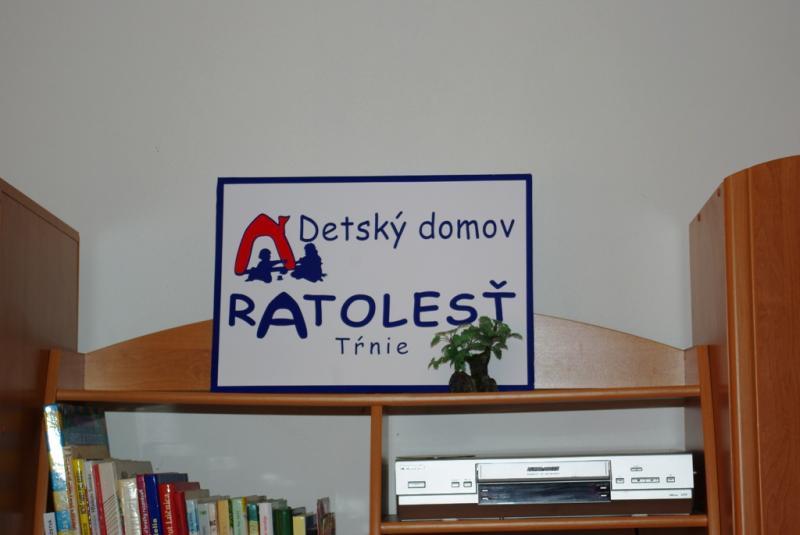 Detský domov
RATOLESŤ
Tŕnie